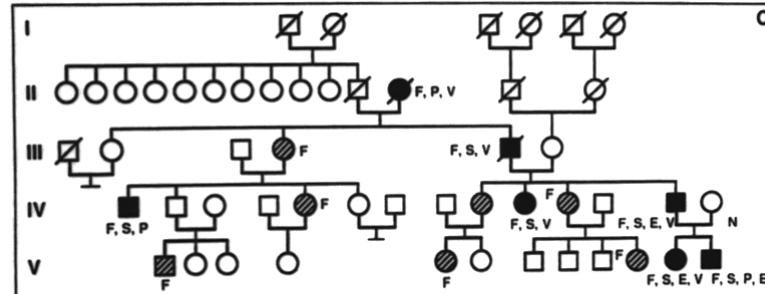 I
II
F, P, V
III
F
F, S, V
IV
F
F
F, S, P
F, S, V
F, S, E, V
N
V
F
F
F
F, S, E, V
F, S, P, E